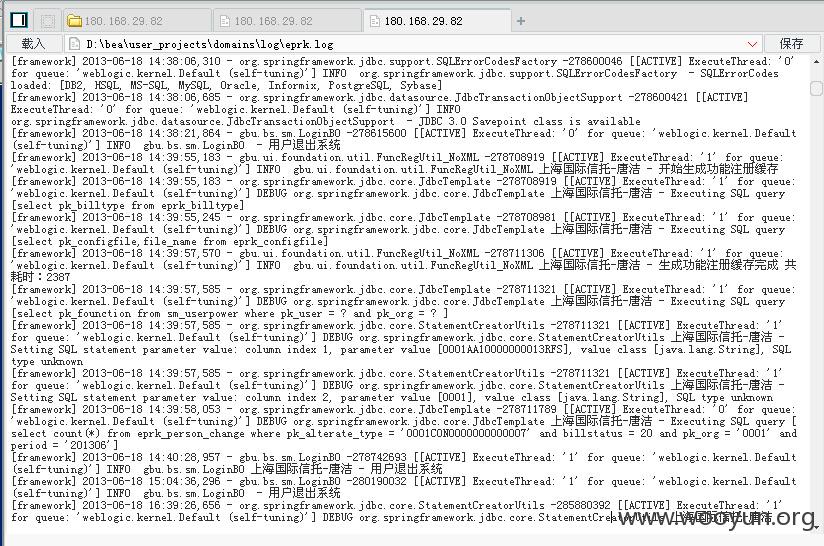 180.168.29.82
180.168.29.82
180.168.29.82
+
载入
D:\bea\user_projects\domains\log\eprk.log
保存
[framework] 2013-06-18 14:38:06,310 - org.springframework.jdbc.support.SQLErrorCodesFactory -278600046 [[ACTIVE] ExecuteThread: '0'
for queue: 'weblogic.kernel.Default (self-tuning)'] INFO  org.springframework.jdbc.support.SQLErrorCodesFactory  - SQLErrorCodes
loaded: [DB2, HSQL, MS-SQL, MySQL, Oracle, Informix, PostgreSQL, Sybase]
[framework] 2013-06-18 14:38:06,685 - org.springframework.jdbc.datasource.JdbcTransactionObjectSupport -278600421 [[ACTIVE]
ExecuteThread: '0' for queue: 'weblogic.kernel.Default (self-tuning)'] INFO
org.springframework.jdbc.datasource.JdbcTransactionObjectSupport  - JDBC 3.0 Savepoint class is available
[framework] 2013-06-18 14:38:21,864 - gbu.bs.sm.LoginBO -278615600 [[ACTIVE] ExecuteThread: '0' for queue: 'weblogic.kernel.Default
(self-tuning)'] INFO  gbu.bs.sm.LoginBO  - 用户退出系统
[framework] 2013-06-18 14:39:55,183 - gbu.ui.foundation.util.FuncRegUtil_NoXML -278708919 [[ACTIVE] ExecuteThread: '1' for queue:
'weblogic.kernel.Default (self-tuning)'] INFO  gbu.ui.foundation.util.FuncRegUtil_NoXML 上海国际信托-唐洁 - 开始生成功能注册缓存
[framework] 2013-06-18 14:39:55,183 - org.springframework.jdbc.core.JdbcTemplate -278708919 [[ACTIVE] ExecuteThread: '1' for queue:
'weblogic.kernel.Default (self-tuning)'] DEBUG org.springframework.jdbc.core.JdbcTemplate 上海国际信托-唐洁 - Executing SQL query
[select pk_billtype from eprk_billtype]
[framework] 2013-06-18 14:39:55,245 - org.springframework.jdbc.core.JdbcTemplate -278708981 [[ACTIVE] ExecuteThread: '1' for queue:
'weblogic.kernel.Default (self-tuning)'] DEBUG org.springframework.jdbc.core.JdbcTemplate 上海国际信托-唐洁 - Executing SQL query
[select pk_configfile,file_name from eprk_configfile]
[framework] 2013-06-18 14:39:57,570 - gbu.ui.foundation.util.FuncRegUtil_NoXML -278711306 [[ACTIVE] ExecuteThread: '1' for queue:
'weblogic.kernel.Default (self-tuning)'] INFO  gbu.ui.foundation.util.FuncRegUtil_NoXML 上海国际信托-唐洁 - 生成功能注册缓存完成 共
耗时：2387
[framework] 2013-06-18 14:39:57,585 - org.springframework.jdbc.core.JdbcTemplate -278711321 [[ACTIVE] ExecuteThread: '1' for queue:
'weblogic.kernel.Default (self-tuning)'] DEBUG org.springframework.jdbc.core.JdbcTemplate 上海国际信托-唐洁 - Executing SQL query
[select pk_founction from sm_userpower where pk_user = ? and pk_org = ? ]
[framework] 2013-06-18 14:39:57,585 - org.springframework.jdbc.core.StatementCreatorUtils -278711321 [[ACTIVE] ExecuteThread: '1'
for queue: 'weblogic.kernel.Default (self-tuning)'] DEBUG org.springframework.jdbc.core.StatementCreatorUtils 上海国际信托-唐洁 -
Setting SQL statement parameter value: column index 1, parameter value [0001AA10000000013RFS], value class [java.lang.String], SQL
type unknown
[framework] 2013-06-18 14:39:57,585 - org.springframework.jdbc.core.StatementCreatorUtils -278711321 [[ACTIVE] ExecuteThread: '1'
for queue: 'weblogic.kernel.Default (self-tuning)'] DEBUG org.springframework.jdbc.core.StatementCreatorUtils 上海国际信托-唐洁 -
Setting SQL statement parameter value: column index 2, parameter value [0001], value class [java.lang.String], SQL type unknown
[framework] 2013-06-18 14:39:58,053 - org.springframework.jdbc.core.JdbcTemplate -278711789 [[ACTIVE] ExecuteThread: '0' for queue:
'weblogic.kernel.Default (self-tuning)'] DEBUG org.springframework.jdbc.core.JdbcTemplate 上海国际信托-唐洁 - Executing SQL query [
select count(*) from eprk_person_change where pk_alterate_type = '0001CON0000000000007' and billstatus = 20 and pk_org = '0001' and
period = '201306']
[framework] 2013-06-18 14:40:28,957 - gbu.bs.sm.LoginBO -278742693 [[ACTIVE] ExecuteThread: '1' for queue: 'weblogic.kernel.Default
(self-tuning)'] INFO  gbu.bs.sm.LoginBO 上海国际信托-唐洁 - 用户退出系统
[framework] 2013-06-18 15:04:36,296 - gbu.bs.sm.LoginBO -280190032 [[ACTIVE] ExecuteThread: '1' for queue: 'weblogic.kernel.Default
(self-tuning)'] INFO  gbu.bs.sm.LoginBO  - 用户退出系统
[framework] 2013-06-18 16:39:26,656 - org.springframework.jdbc.core.StatementCreatorUtils -285880392 [[ACTIVE] ExecuteThread: '1'
for queue: 'weblogic.kernel.Default (self-tuning)'] DEBUG org.springframework.jdbc.core.StatementCreatorUtils 上海国际信托-唐洁
www.wooyun.org